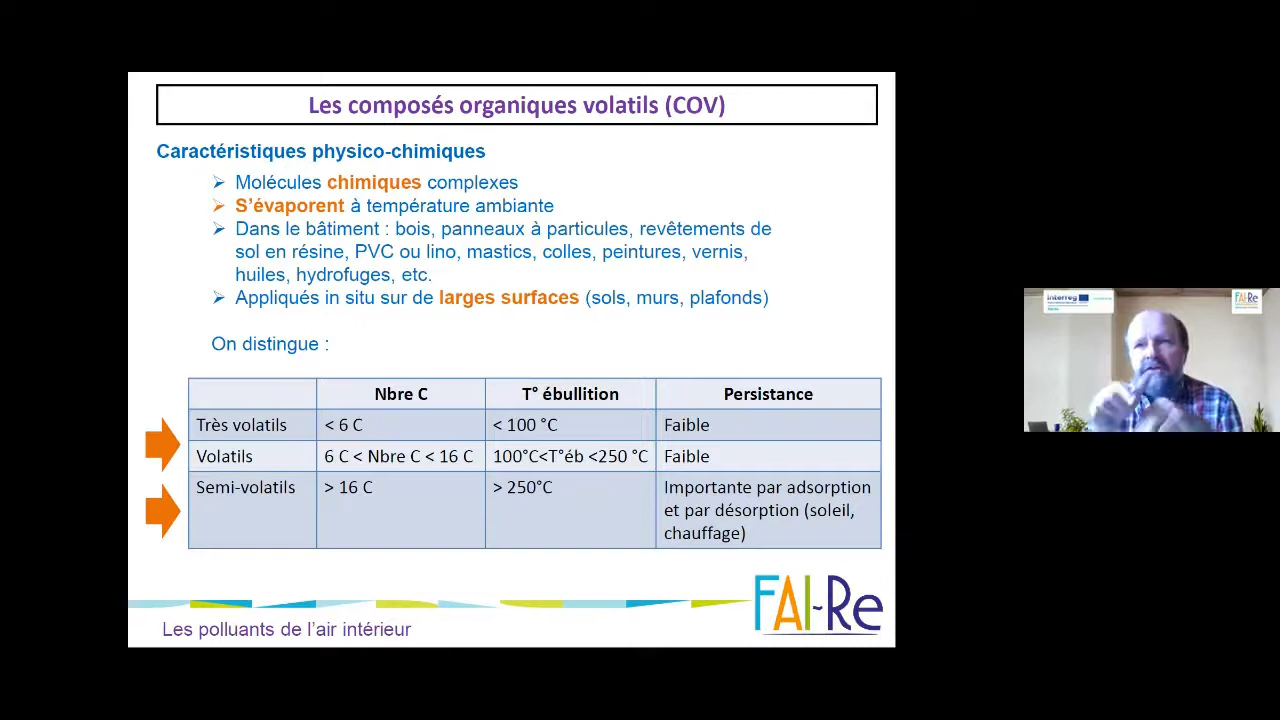 Les composés organiques volatils (COV)
Caractéristiques physico-chimiques
Molécules chimiques complexes
S'évaporent à température ambiante
Dans le bâtiment : bois, panneaux à particules, revêtements de
sol en résine, PVC ou lino, mastics, colles, peintures, vernis,
huiles, hydrofuges, etc.
Appliqués in situ sur de larges surfaces (sols, murs, plafonds)
On distingue :
Nbre C T° ébullition Persistance
Très volatils < 6 C < 100 °C Faible
Volatils 6 C < Nbre C < 16 C 100°C<T°éb <250 °C Faible
Semi-volatils > 16 C > 250°C Importante par adsorption
et par désorption (soleil,
chauffage)
FAI~Re
Les polluants de l'air intérieur
interreg
FAI-Re